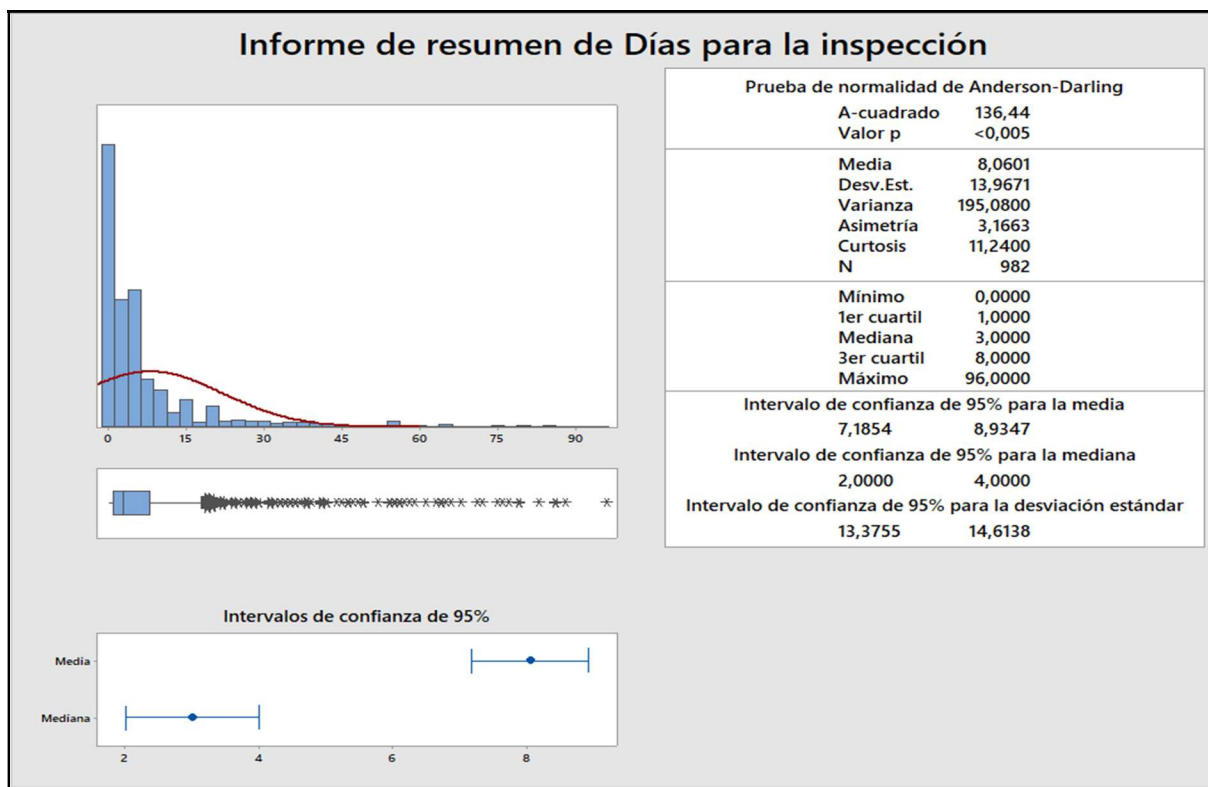 Informe de resumen de Días para la inspección
0 15 30 45 60 75 90
Intervalos de confianza de 95%
Media
Mediana
2 4 6 8
Prueba de normalidad de Anderson-Darling
A-cuadrado 136,44
Valor p <0,005
Media 8,0601
Desv.Est. 13,9671
Varianza 195,0800
Asimetría 3,1663
Curtosis 11,2400
N 982
Mínimo 0,0000
1er cuartil 1,0000
Mediana 3,0000
3er cuartil 8,0000
Máximo 96,0000
Intervalo de confianza de 95% para la media
7,1854 8,9347
Intervalo de confianza de 95% para la mediana
2,0000 4,0000
Intervalo de confianza de 95% para la desviación estándar
13,3755 14,6138